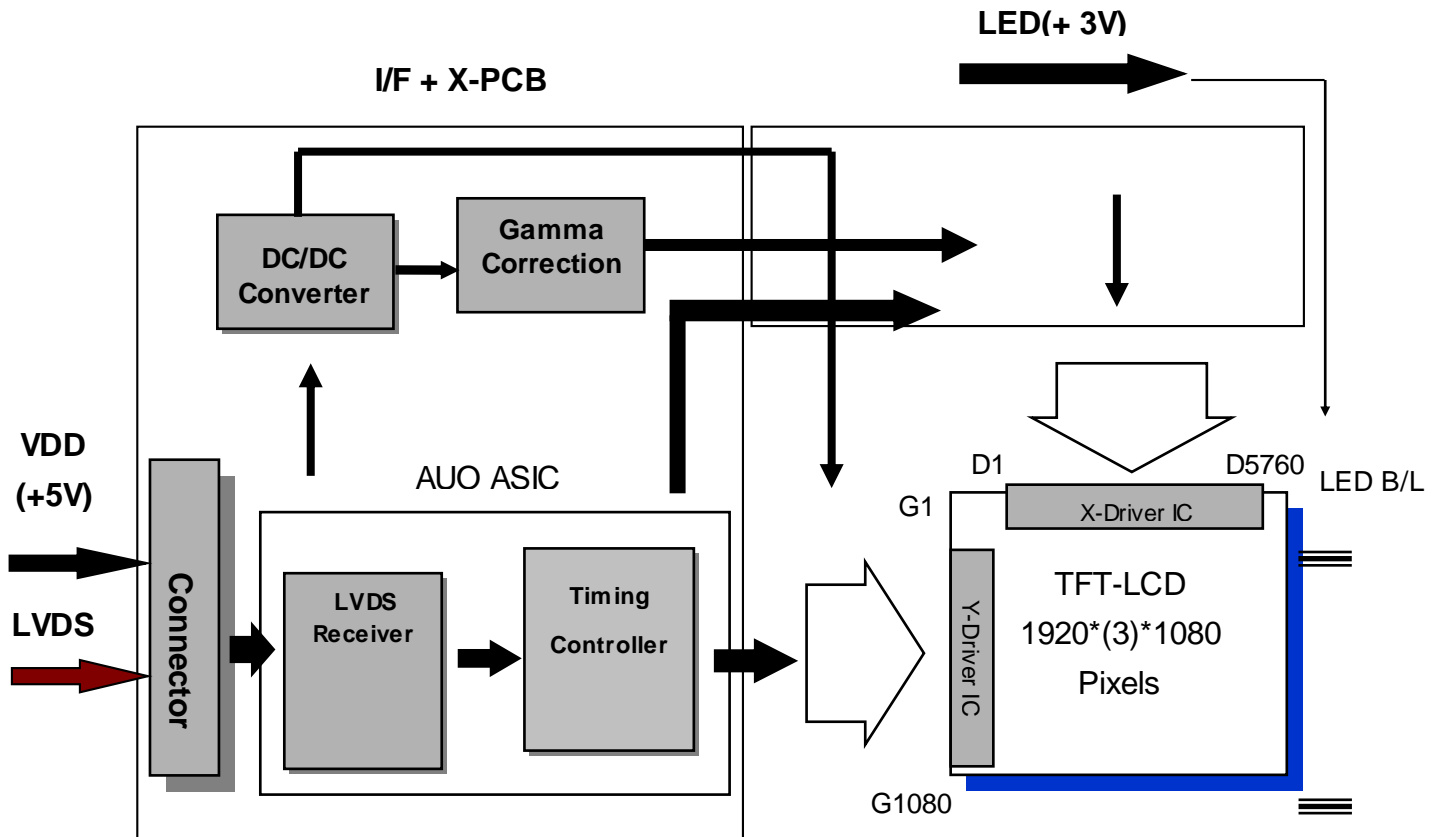 LED(+ 3V)
I/F + X-PCB
DC/DC
Converter
Gamma
Correction
VDD
(+5V)
LVDS
Connector
AUO ASIC
LVDS
Receiver
Timing
Controller
D1
D5760
LED B/L
G1
X-Driver IC
Y-Driver IC
TFT-LCD
1920*(3)*1080
Pixels
G1080